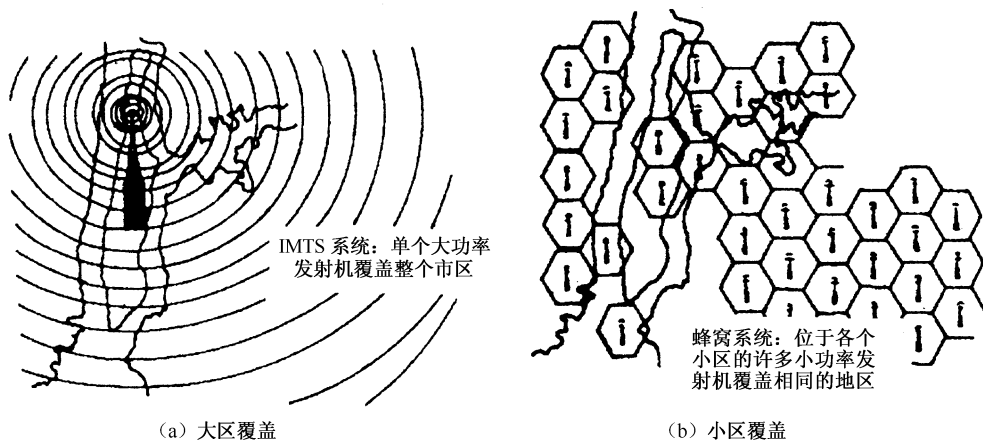 IMTS 系统：单个大功率
发射机覆盖整个市区
（a）大区覆盖
蜂窝系统：位于各个
小区的许多小功率发
射机覆盖相同的地区
（b）小区覆盖